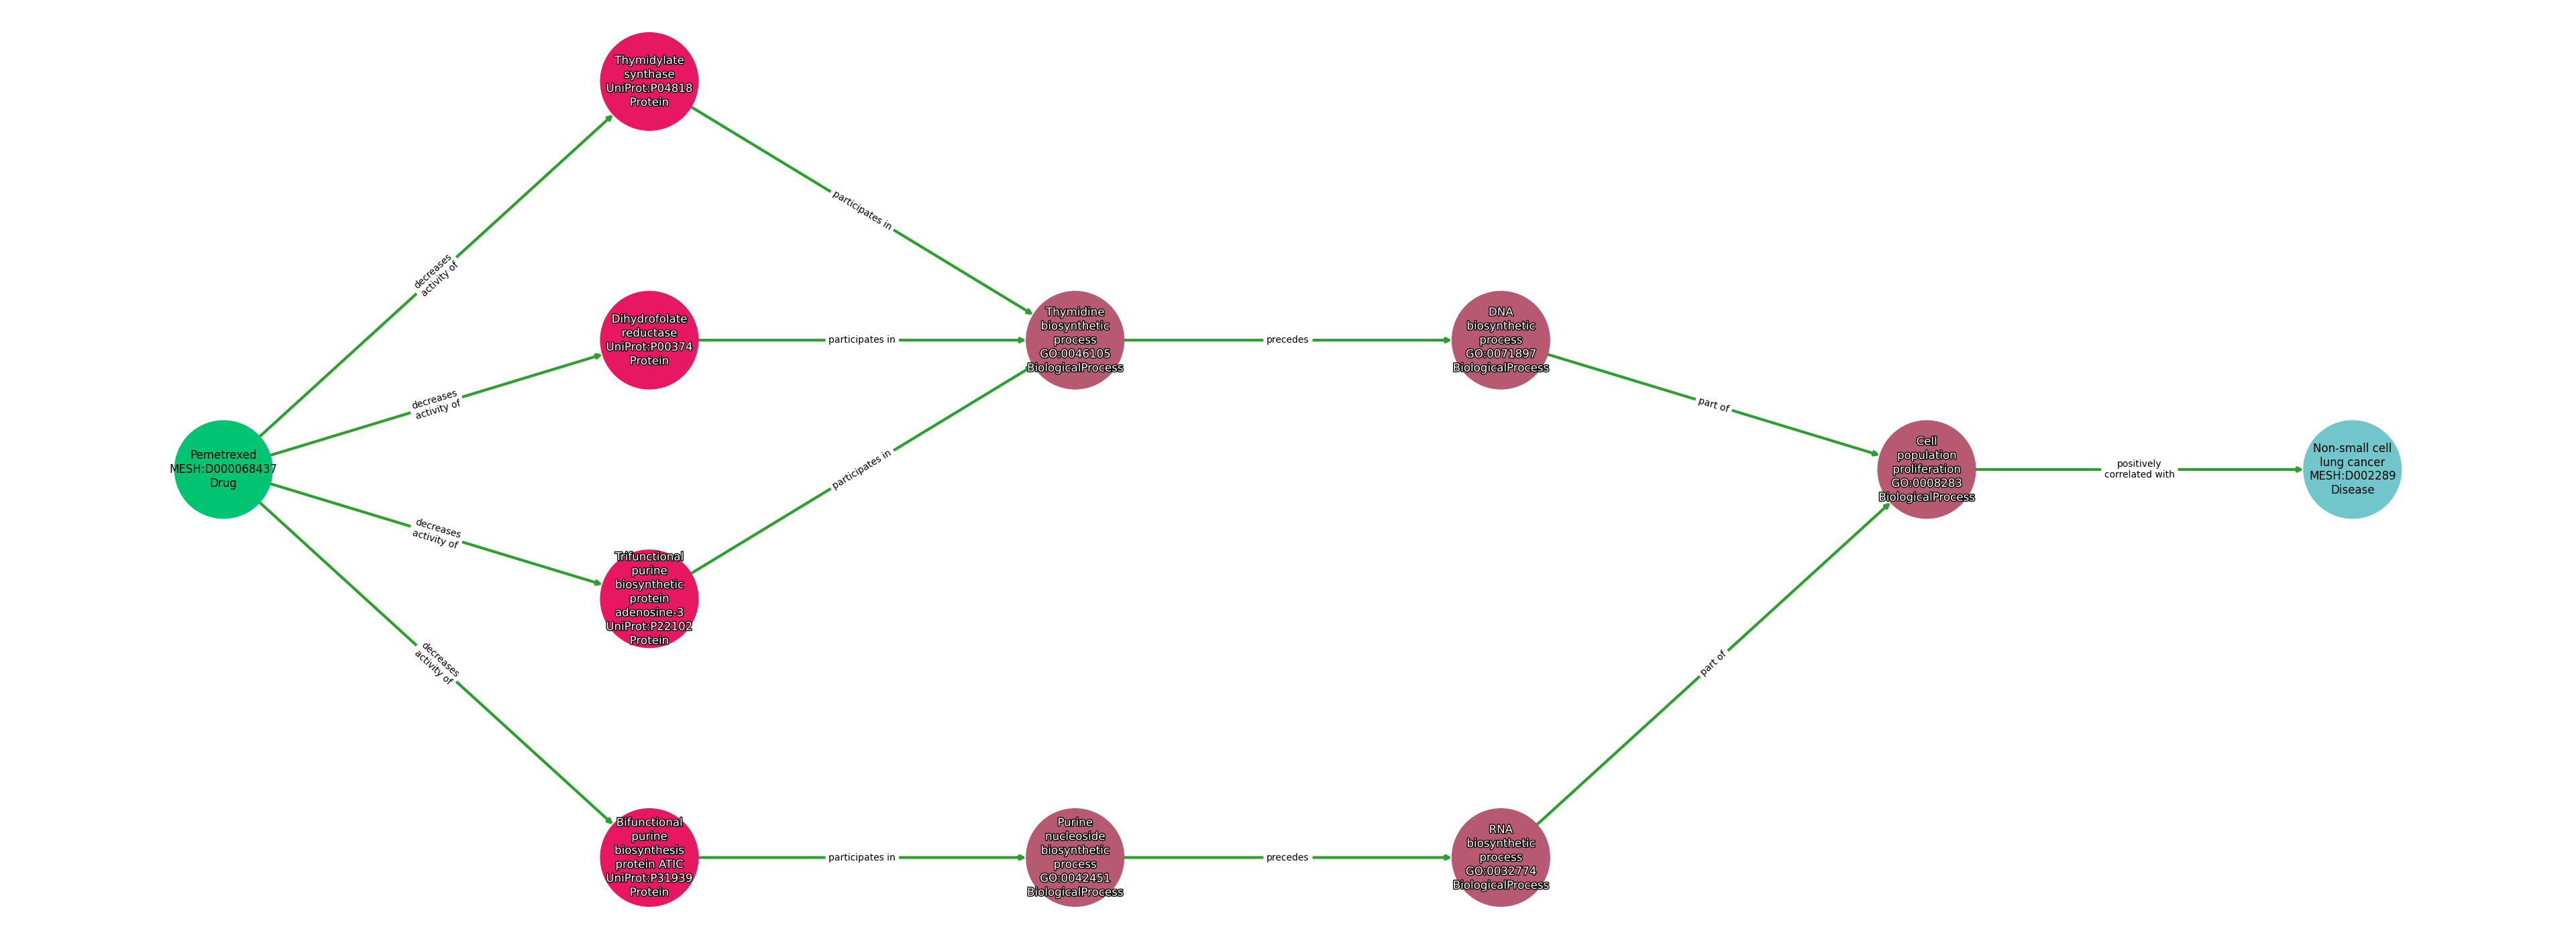 Thymidylate
synthase
UniProt:P04818
Protein
participates in
decreases
activity of
Dihydrofolate
reductase
UniProt:P00374
Protein
participates in
Thymidine
biosynthetic
process
GO:0046105
BiologicalProcess
precedes
DNA
biosynthetic
process
GO:0071897
BiologicalProcess
decreases
activity of
part of
Pemetrexed
MESH:D000068437
Drug
participates in
Cell
population
proliferation
GO:0008283
BiologicalProcess
positively
correlated with
Non-small cell
lung cancer
MESH:D002289
Disease
decreases
activity of
Trifunctional
purine
biosynthetic
protein
adenosine-3
UniProt:P22102
Protein
decreases
activity of
part of
Bifunctional
purine
biosynthesis
protein ATIC
UniProt:P31939
Protein
participates in
Purine
nucleoside
biosynthetic
process
GO:0042451
BiologicalProcess
precedes
RNA
biosynthetic
process
GO:0032774
BiologicalProcess